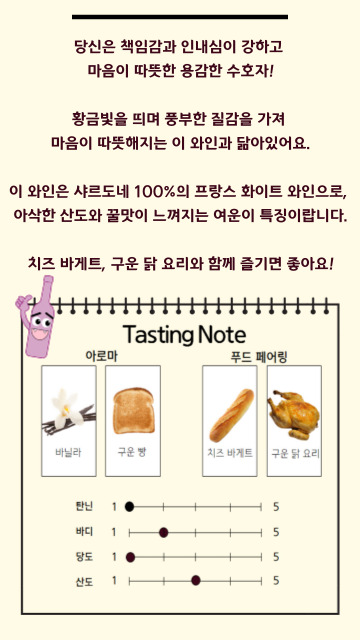 당신은 책임감과 인내심이 강하고
마음이 따뜻한 용감한 수호자!
황금빛을 띄며 풍부한 질감을 가져
마음이 따뜻해지는 이 와인과 닮아있어요.
이 와인은 샤르도네 100%의 프랑스 화이트 와인으로,
아삭한 산도와 꿀맛이 느껴지는 여운이 특징이랍니다.
치즈 바게트, 구운 닭 요리와 함께 즐기면 좋아요!
Tasting Note
아로마
푸드 페어링
바닐라
구운 빵
치즈 바게트
구운 닭 요리
탄닌 1 5
바디 1 5
당도 1 5
산도 1 5